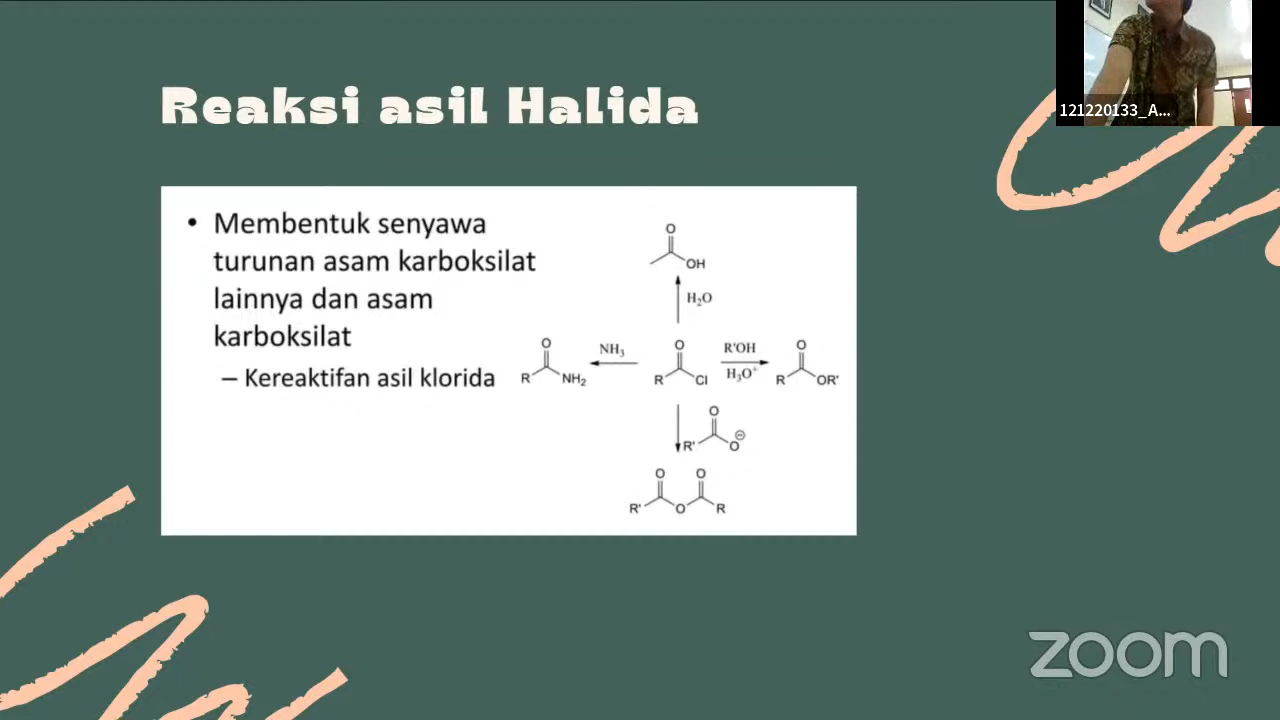 121220133_A...
Reaksi asil Halida
• Membentuk senyawa
turunan asam karboksilat
lainnya dan asam
karboksilat
– Kereaktifan asil klorida
O
OH
H₂O
O
R
NH₂
NH₃
O
R
Cl
R'OH
H₃O⁺
O
R
OR'
O
R'
O⊖
O
O
R'
O
R
zoom